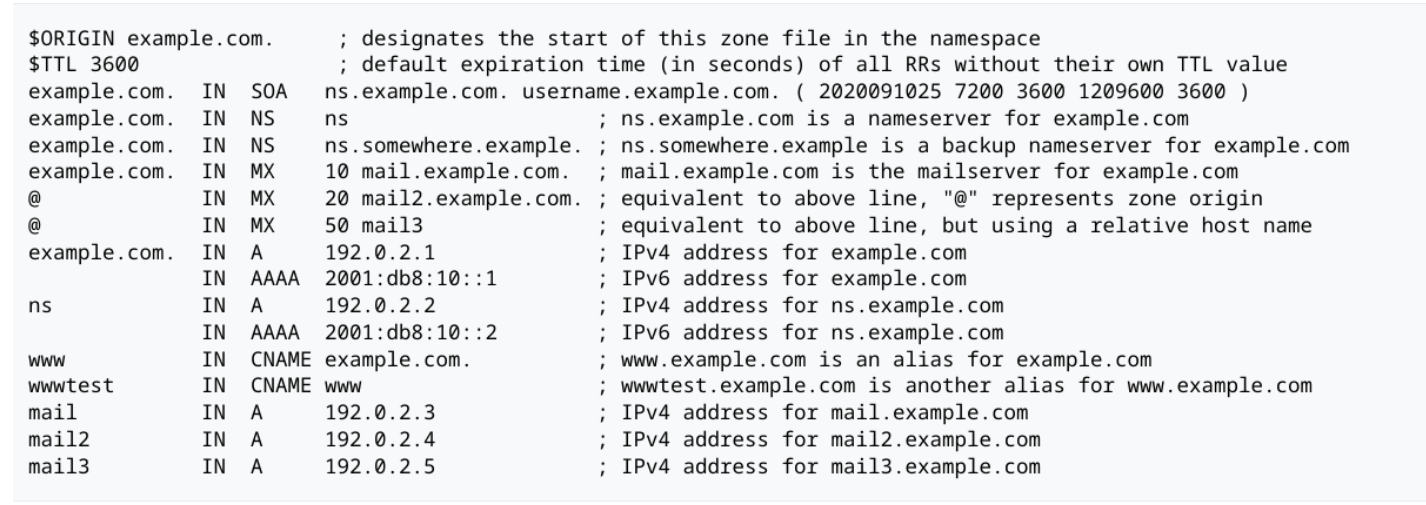 $ORIGIN example.com.     ; designates the start of this zone file in the namespace
$TTL 3600                ; default expiration time (in seconds) of all RRs without their own TTL value
example.com.  IN  SOA   ns.example.com. username.example.com. ( 2020091025 7200 3600 1209600 3600 )
example.com.  IN  NS    ns                    ; ns.example.com is a nameserver for example.com
example.com.  IN  NS    ns.somewhere.example. ; ns.somewhere.example is a backup nameserver for example.com
example.com.  IN  MX    10 mail.example.com.  ; mail.example.com is the mailserver for example.com
@             IN  MX    20 mail2.example.com. ; equivalent to above line, "@" represents zone origin
@             IN  MX    50 mail3              ; equivalent to above line, but using a relative host name
example.com.  IN  A     192.0.2.1             ; IPv4 address for example.com
              IN  AAAA  2001:db8:10::1        ; IPv6 address for example.com
ns            IN  A     192.0.2.2             ; IPv4 address for ns.example.com
              IN  AAAA  2001:db8:10::2        ; IPv6 address for ns.example.com
www           IN  CNAME example.com.          ; www.example.com is an alias for example.com
wwwtest       IN  CNAME www                   ; wwwtest.example.com is another alias for www.example.com
mail          IN  A     192.0.2.3             ; IPv4 address for mail.example.com
mail2         IN  A     192.0.2.4             ; IPv4 address for mail2.example.com
mail3         IN  A     192.0.2.5             ; IPv4 address for mail3.example.com